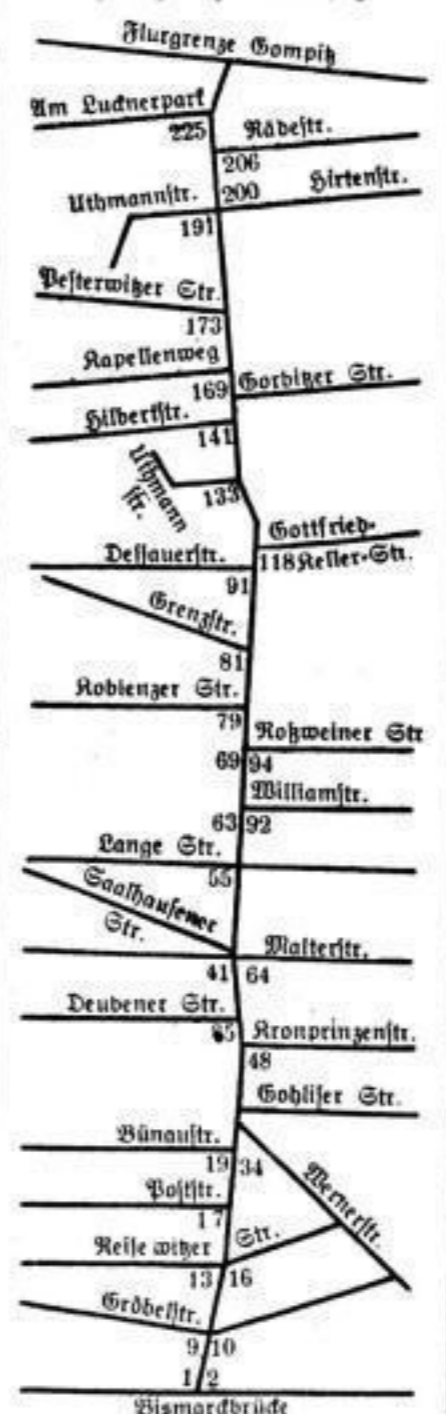 Flurgrenze Gompitz
Am Lucknerpark
225 Rädestr.
206
Uthmannstr. 200 Hirtenstr.
191
Pesterwitzer Str.
173
Kapellenweg
169 Gorbitzer Str.
Hilbertstr.
141
Uthmann
str.
133
Gottfried-
Dessauerstr. 118 Keller-Str.
91
Grenzstr.
81
Koblenzer Str.
79
Roßweiner Str
69 94
Williamstr.
63 92
Lange Str.
55
Saalhausener
Str. Malterstr.
41 64
Deubener Str.
35 Kronprinzenstr.
48
Gohliser Str.
Bünaustr.
19 34
Wernerstr.
Poststr.
17
Reisewitzer Str.
13 16
Gröbelstr.
9 10
1 2
Bismarckbrücke